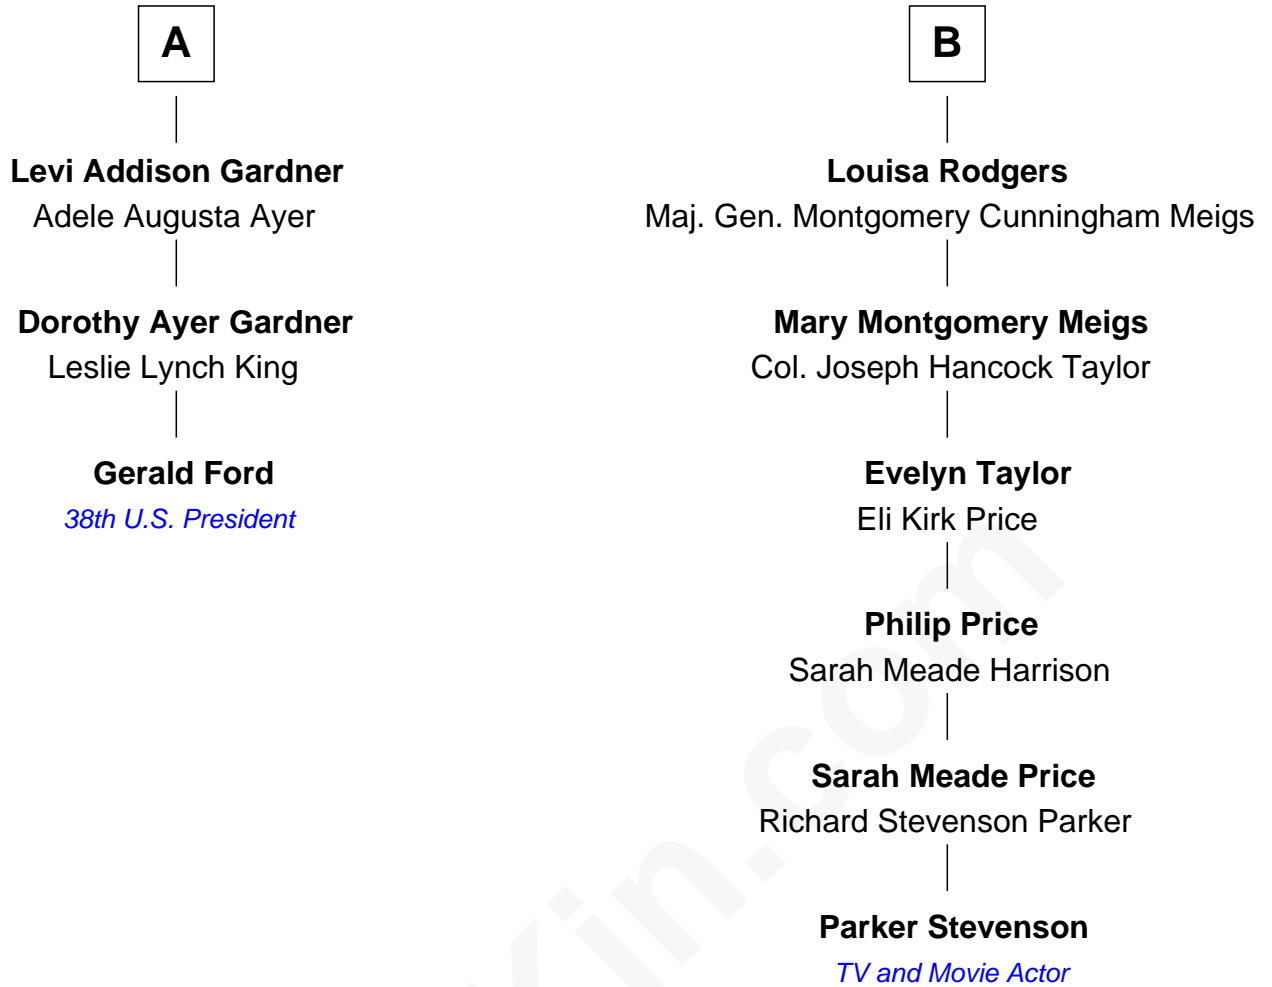 A
Levi Addison Gardner
Adele Augusta Ayer
Dorothy Ayer Gardner
Leslie Lynch King
Gerald Ford
38th U.S. President
B
Louisa Rodgers
Maj. Gen. Montgomery Cunningham Meigs
Mary Montgomery Meigs
Col. Joseph Hancock Taylor
Evelyn Taylor
Eli Kirk Price
Philip Price
Sarah Meade Harrison
Sarah Meade Price
Richard Stevenson Parker
Parker Stevenson
TV and Movie Actor
Kin.com